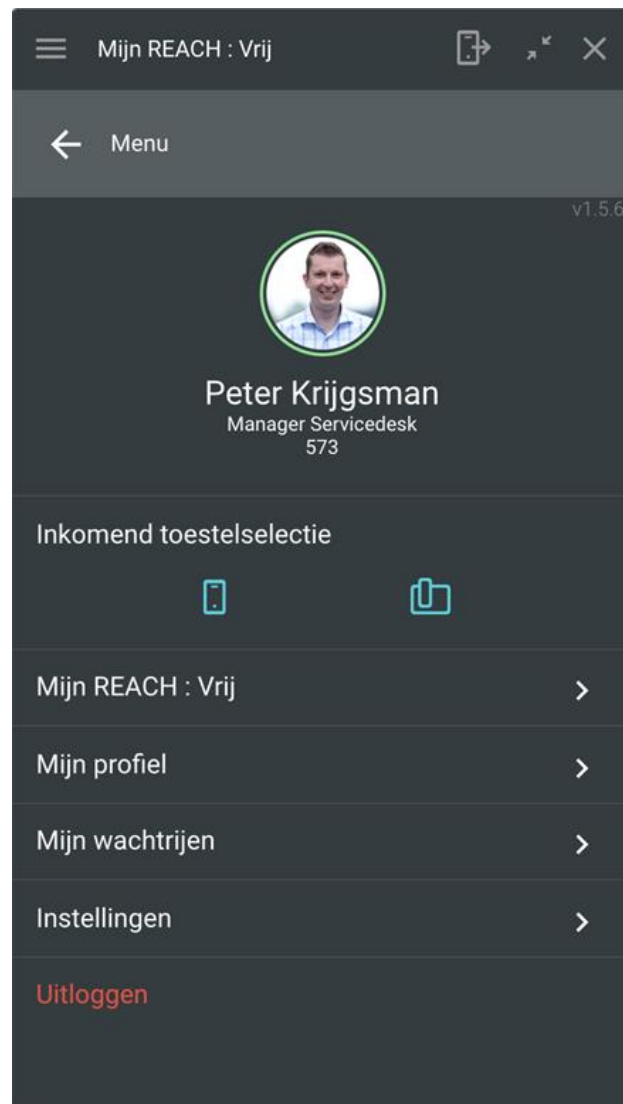 Mijn REACH : Vrij
Menu
v1.5.6
Peter Krijgsman
Manager Servicedesk
573
Inkomend toestelselectie
Mijn REACH : Vrij
Mijn profiel
Mijn wachtrijen
Instellingen
Uitloggen